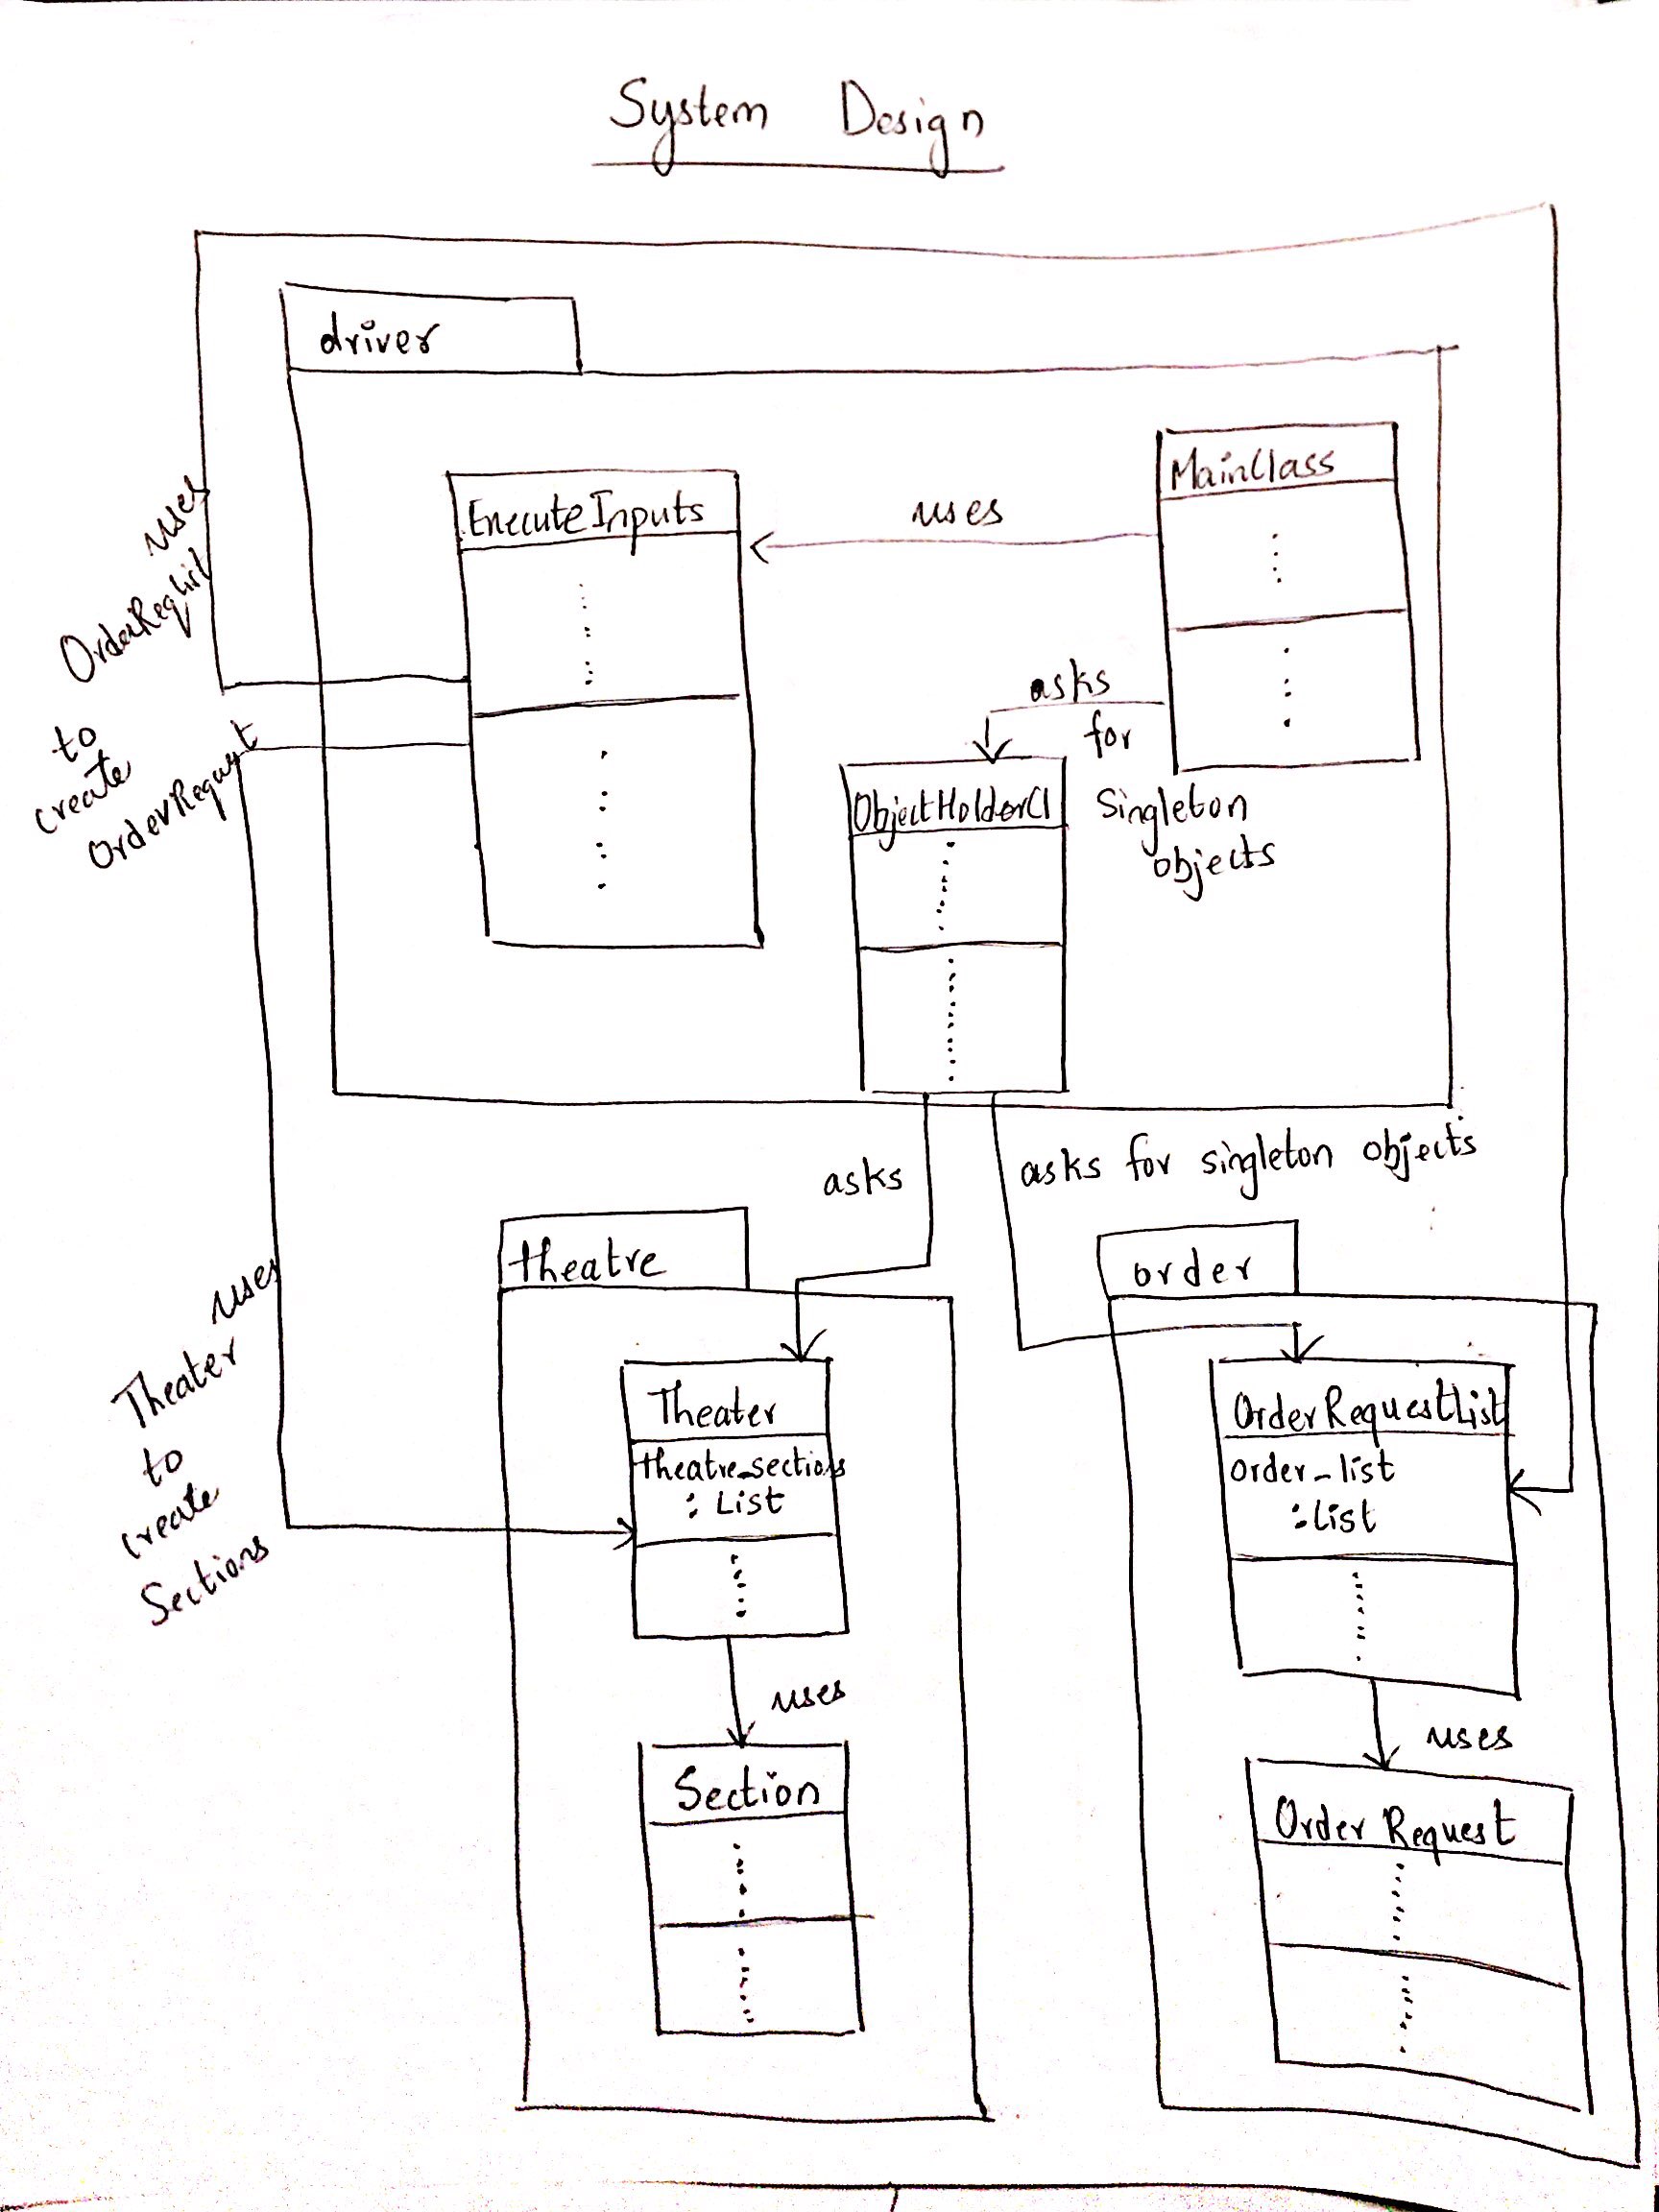 System Design
driver
MainClass
ExecuteInputs
uses
uses
OrderReqList
to
create
OrderRequest
asks
for
Singleton
objects
ObjectHolderCl
asks
asks for singleton objects
theatre
order
uses
Theater
to
create
Sections
Theater
theatre_sections
: List
OrderRequestList
order_list
: list
uses
uses
Section
Order Request